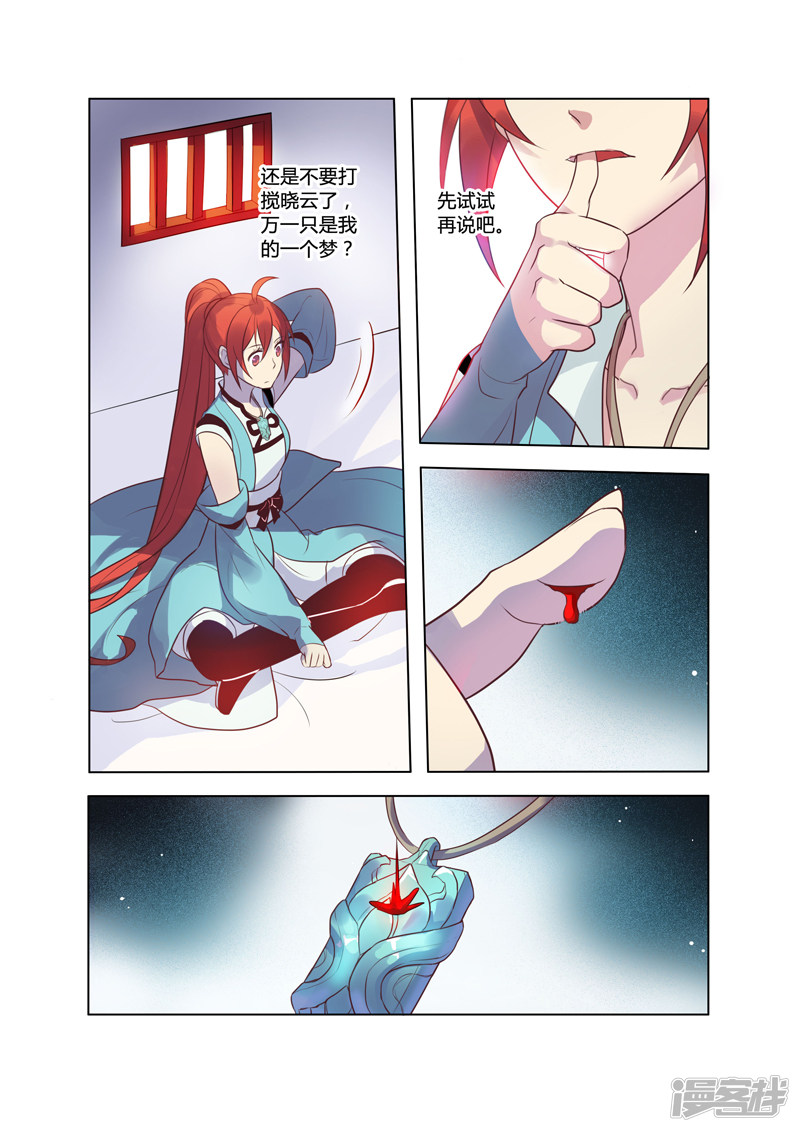 还是不要打
搅晓云了，
万一只是我
的一个梦？
先试试
再说吧。
漫客栈